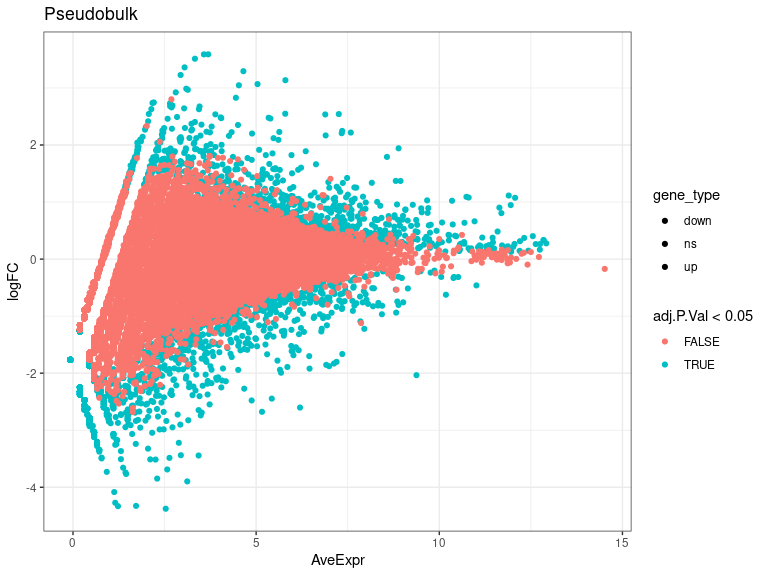 Pseudobulk
logFC
2
0
-2
-4
0
5
10
15
AveExpr
gene_type
down
ns
up
adj.P.Val < 0.05
FALSE
TRUE